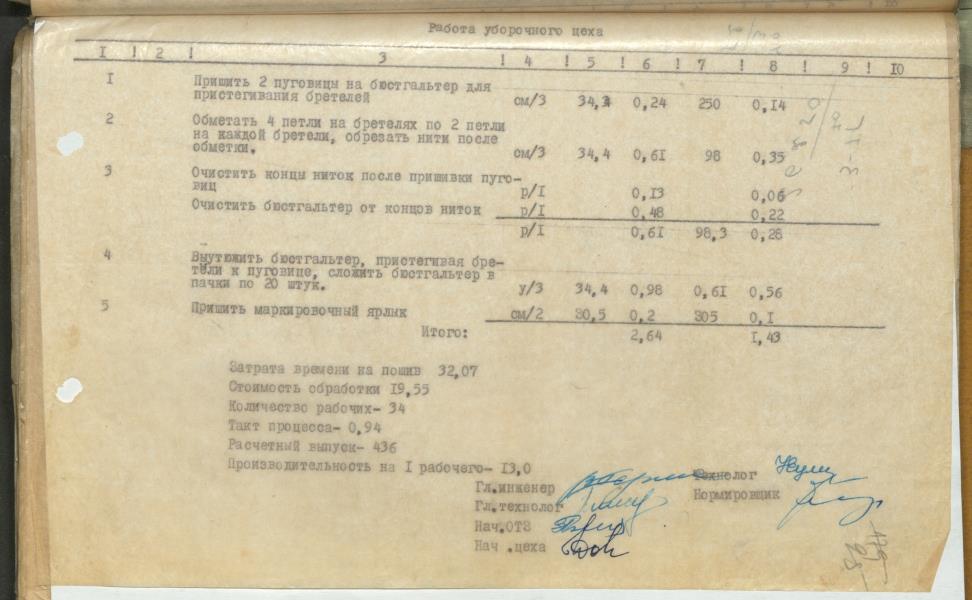 Работа уборочного цеха
I ! 2 ! 3 ! 4 ! 5 ! 6 ! 7 ! 8 ! 9 ! IO
I Пришить 2 пуговицы на бюстгальтер для
пристегивания бретелей см/3 34,4 0,24 250 0,I4
2 Обметать 4 петли на бретелях по 2 петли
на каждой бретели, обрезать нити после
обметки. см/3 34,4 0,6I 98 0,35
3 Очистить концы ниток после пришивки пуго-
виц р/I 0,I3 0,06
Очистить бюстгальтер от концов ниток р/I 0,48 0,22
р/I 0,6I 98,3 0,28
4 Выутюжить бюстгальтер, пристегивая бре-
тели к пуговице, сложить бюстгальтер в
пачки по 20 штук. у/3 34,4 0,98 0,6I 0,56
5 Пришить маркировочный ярлык см/2 30,5 0,2 305 0,I
Итого: 2,64 I,43
Затрата времени на пошив 32,07
Стоимость обработки I9,55
Количество рабочих- 34
Такт процесса- 0,94
Расчетный выпуск- 436
Производительность на I рабочего- I3,0
Гл.инженер Технолог
Гл.технолог Нормировщик
Нач.ОТЗ
Нач .цеха